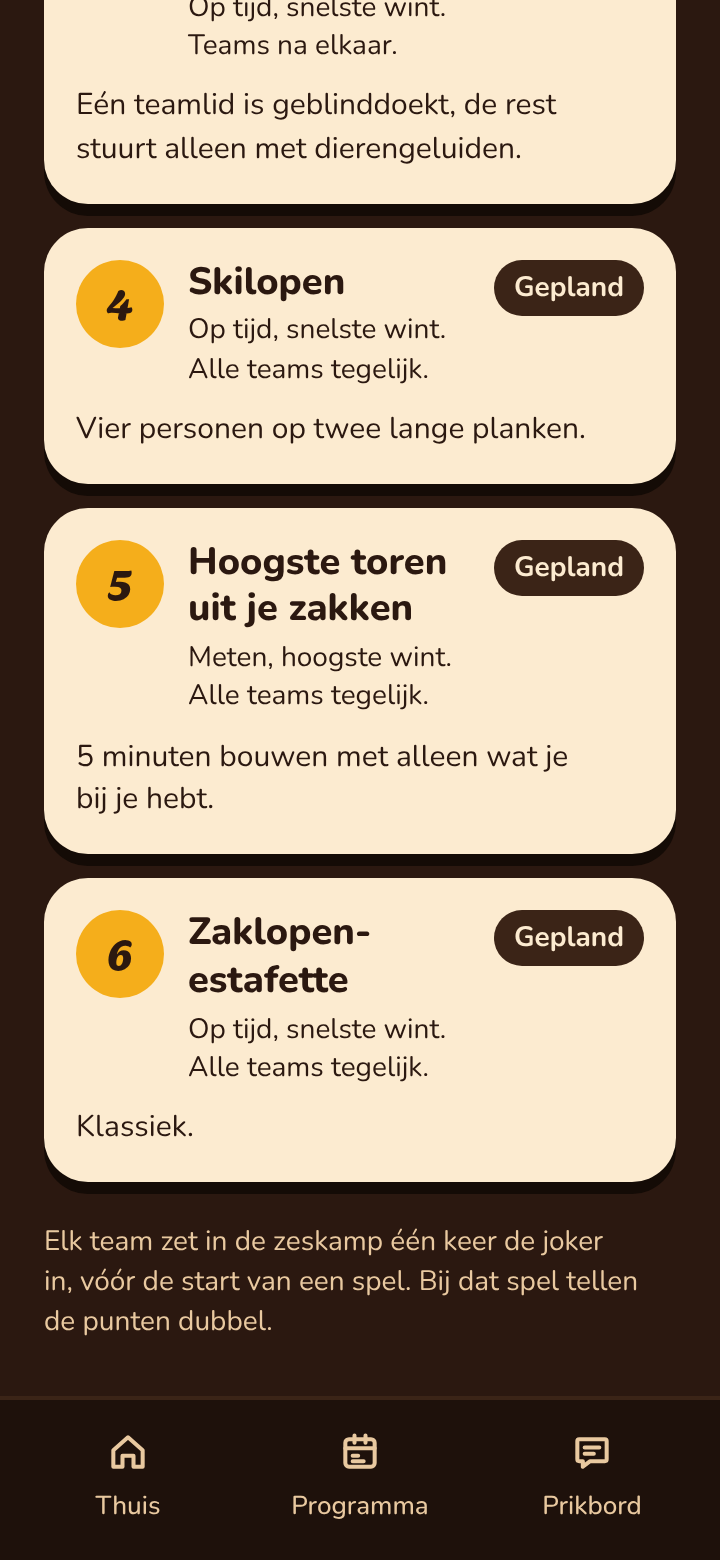 Op tijd, snelste wint.
Teams na elkaar.
Eén teamlid is geblinddoekt, de rest
stuurt alleen met dierengeluiden.
4
Skilopen
Gepland
Op tijd, snelste wint.
Alle teams tegelijk.
Vier personen op twee lange planken.
5
Hoogste toren
uit je zakken
Gepland
Meten, hoogste wint.
Alle teams tegelijk.
5 minuten bouwen met alleen wat je
bij je hebt.
6
Zaklopen-
estafette
Gepland
Op tijd, snelste wint.
Alle teams tegelijk.
Klassiek.
Elk team zet in de zeskamp één keer de joker
in, vóór de start van een spel. Bij dat spel tellen
de punten dubbel.
Thuis
Programma
Prikbord